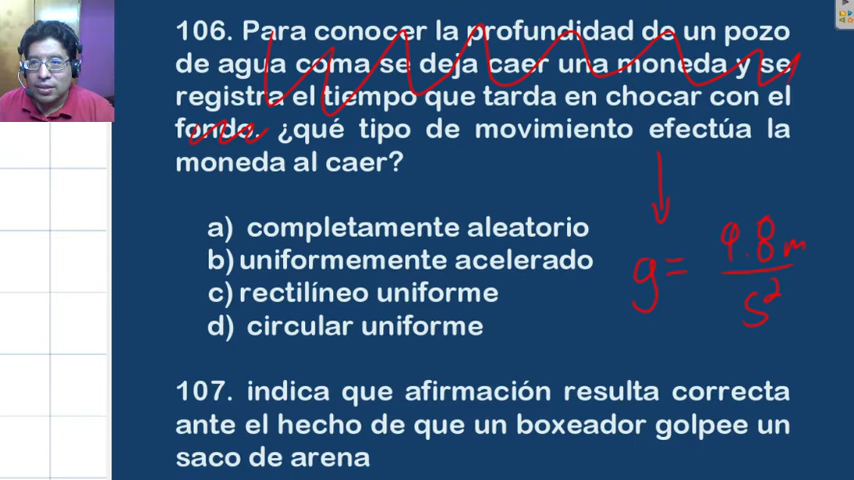 106. Para conocer la profundidad de un pozo
de agua coma se deja caer una moneda y se
registra el tiempo que tarda en chocar con el
fondo. ¿qué tipo de movimiento efectúa la
moneda al caer?
a) completamente aleatorio
b) uniformemente acelerado
c) rectilíneo uniforme
d) circular uniforme
g = 9.8 m / s²
107. indica que afirmación resulta correcta
ante el hecho de que un boxeador golpee un
saco de arena